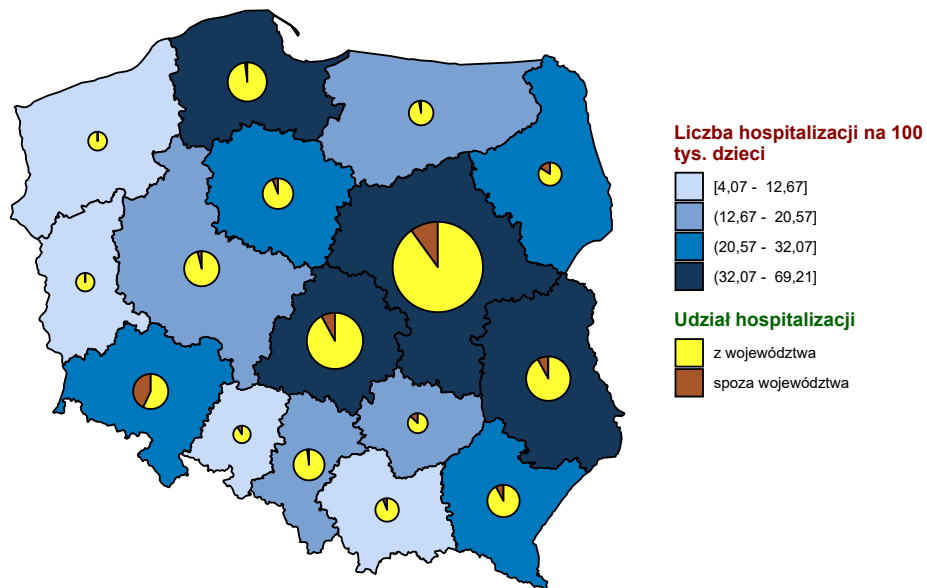 Liczba hospitalizacji na 100
tys. dzieci
[4,07 - 12,67]
(12,67 - 20,57]
(20,57 - 32,07]
(32,07 - 69,21]
Udział hospitalizacji
z województwa
spoza województwa